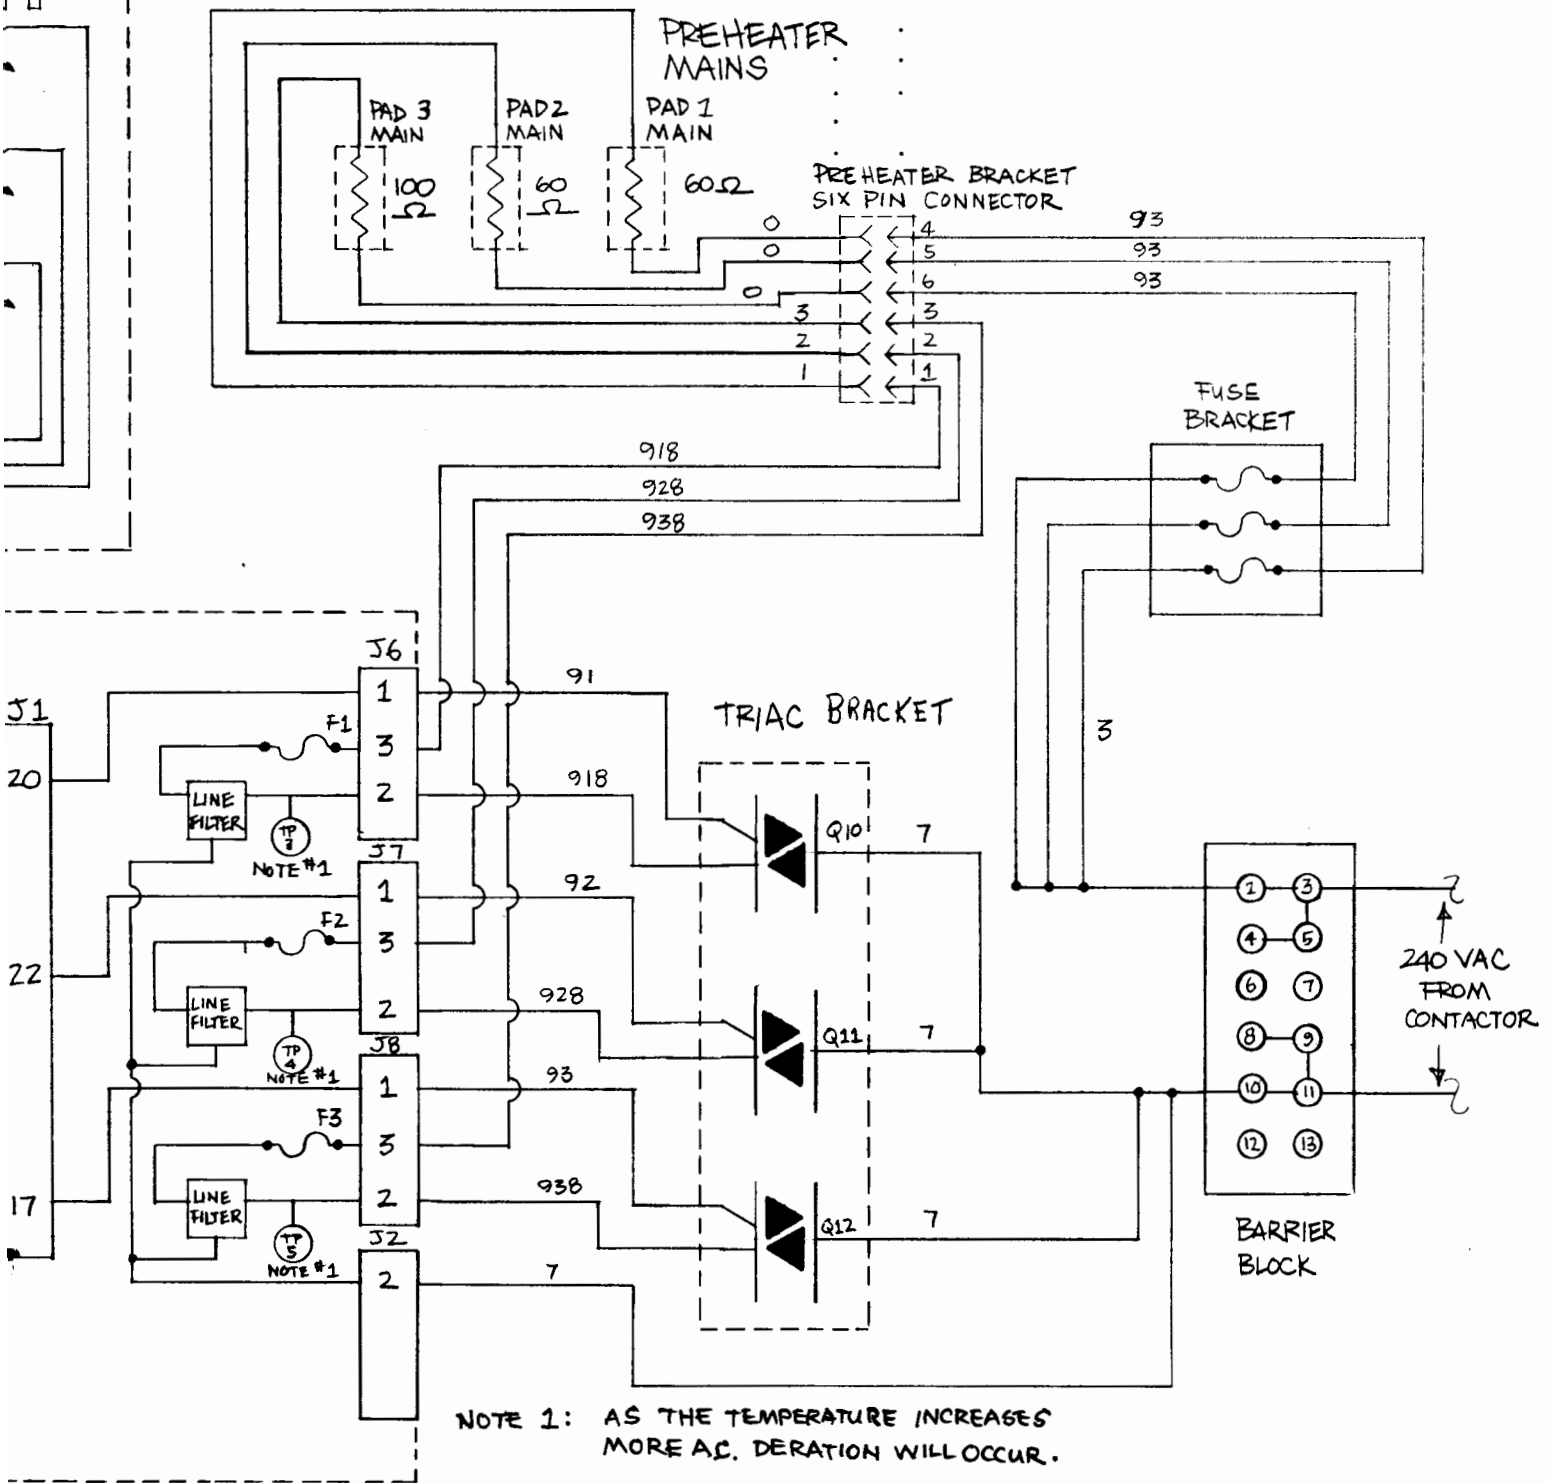 PREHEATER
MAINS
PAD 3
MAIN
PAD 2
MAIN
PAD 1
MAIN
100
Ω
60
Ω
60Ω
PREHEATER BRACKET
SIX PIN CONNECTOR
0
4
93
0
5
93
0
6
93
3
3
2
2
1
1
FUSE
BRACKET
918
928
938
J6
J1
1
91
F1
3
20
2
918
LINE
FILTER
TP
3
NOTE #1
TRIAC BRACKET
Q10
7
3
J7
1
92
F2
3
22
2
928
LINE
FILTER
TP
4
NOTE #1
Q11
7
J8
1
93
F3
3
17
2
938
LINE
FILTER
TP
5
NOTE #1
Q12
7
J2
2
7
2
3
4
5
6
7
8
9
10
11
12
13
240 VAC
FROM
CONTACTOR
BARRIER
BLOCK
NOTE 1: AS THE TEMPERATURE INCREASES
MORE A.C. DERATION WILL OCCUR.